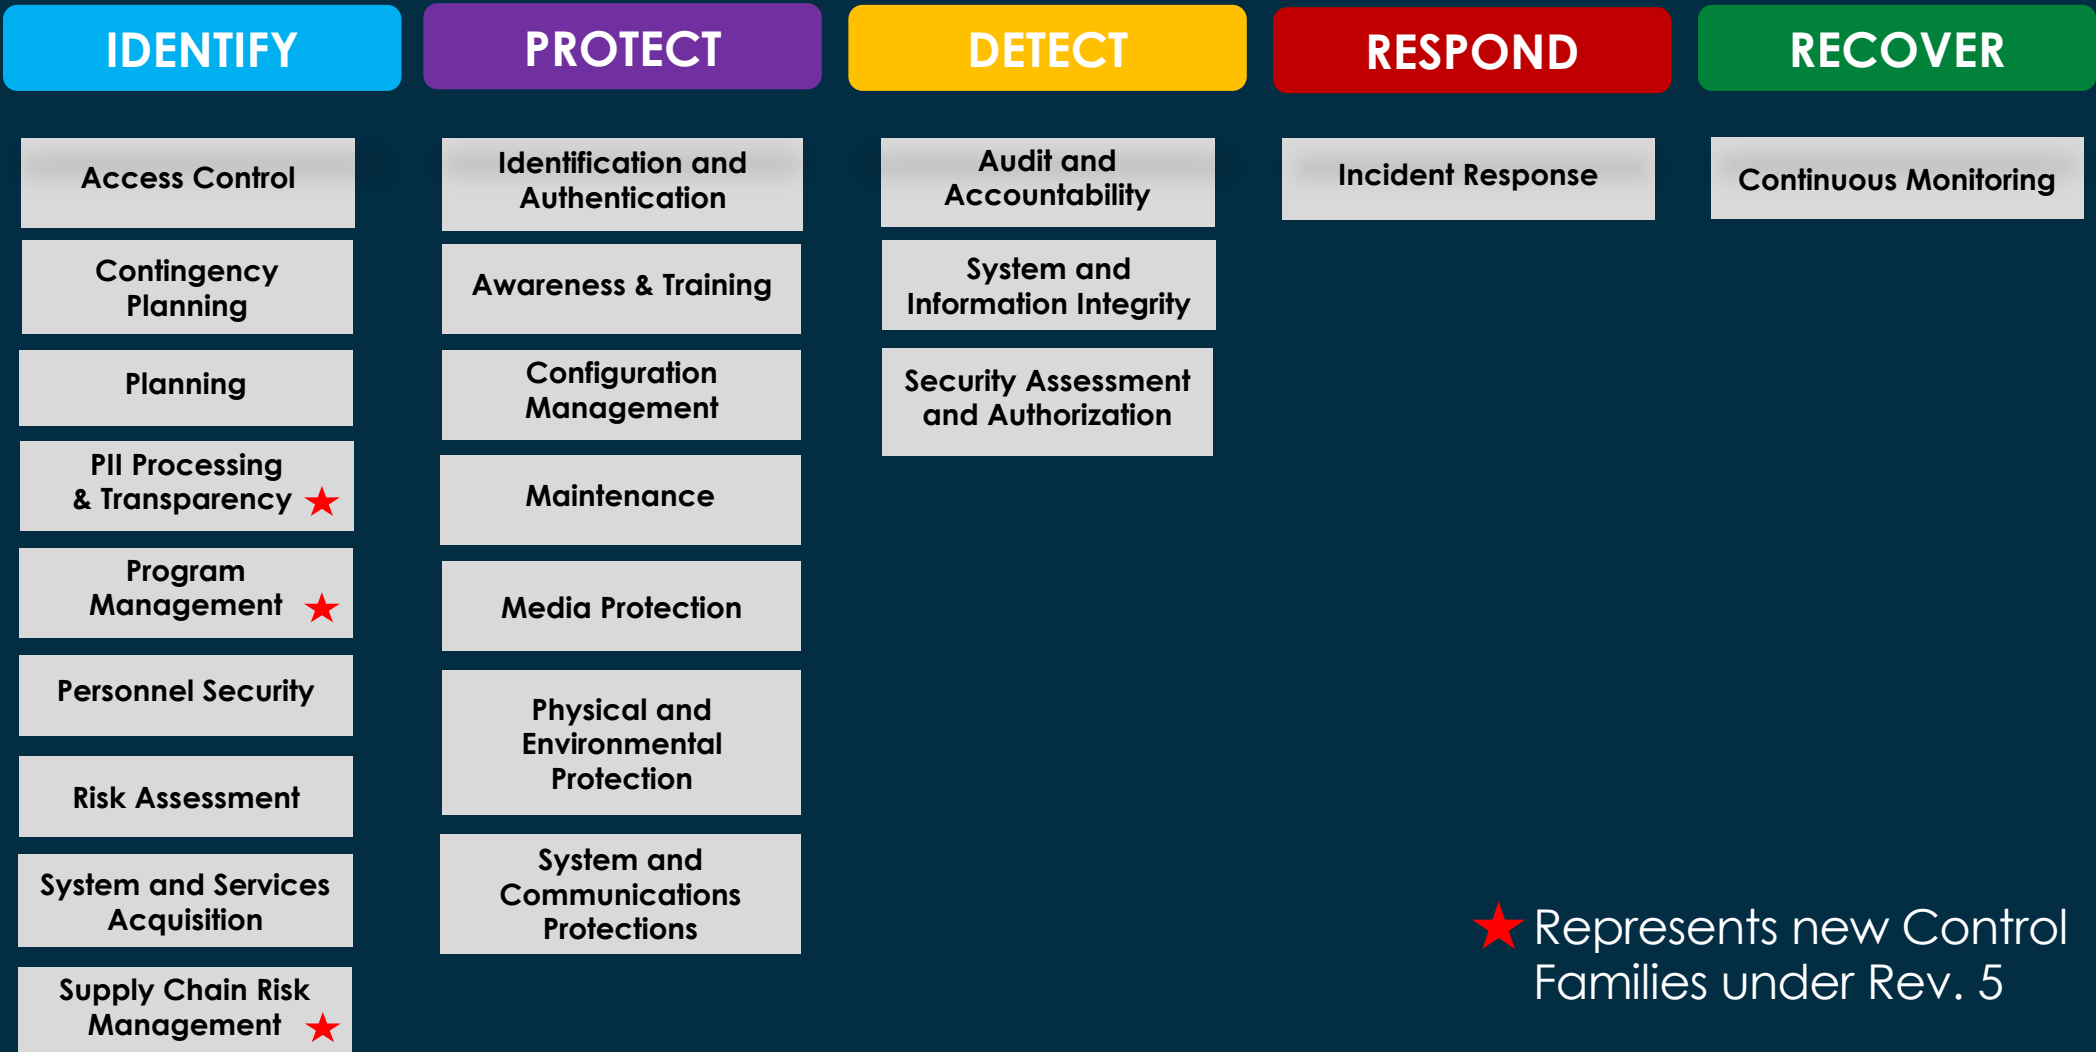 IDENTIFY
PROTECT
DETECT
RESPOND
RECOVER
Access Control
Contingency
Planning
Planning
PII Processing
& Transparency
Program
Management
Personnel Security
Risk Assessment
System and Services
Acquisition
Supply Chain Risk
Management
Identification and
Authentication
Awareness & Training
Configuration
Management
Maintenance
Media Protection
Physical and
Environmental
Protection
System and
Communications
Protections
Audit and
Accountability
System and
Information Integrity
Security Assessment
and Authorization
Incident Response
Continuous Monitoring
Represents new Control
Families under Rev. 5